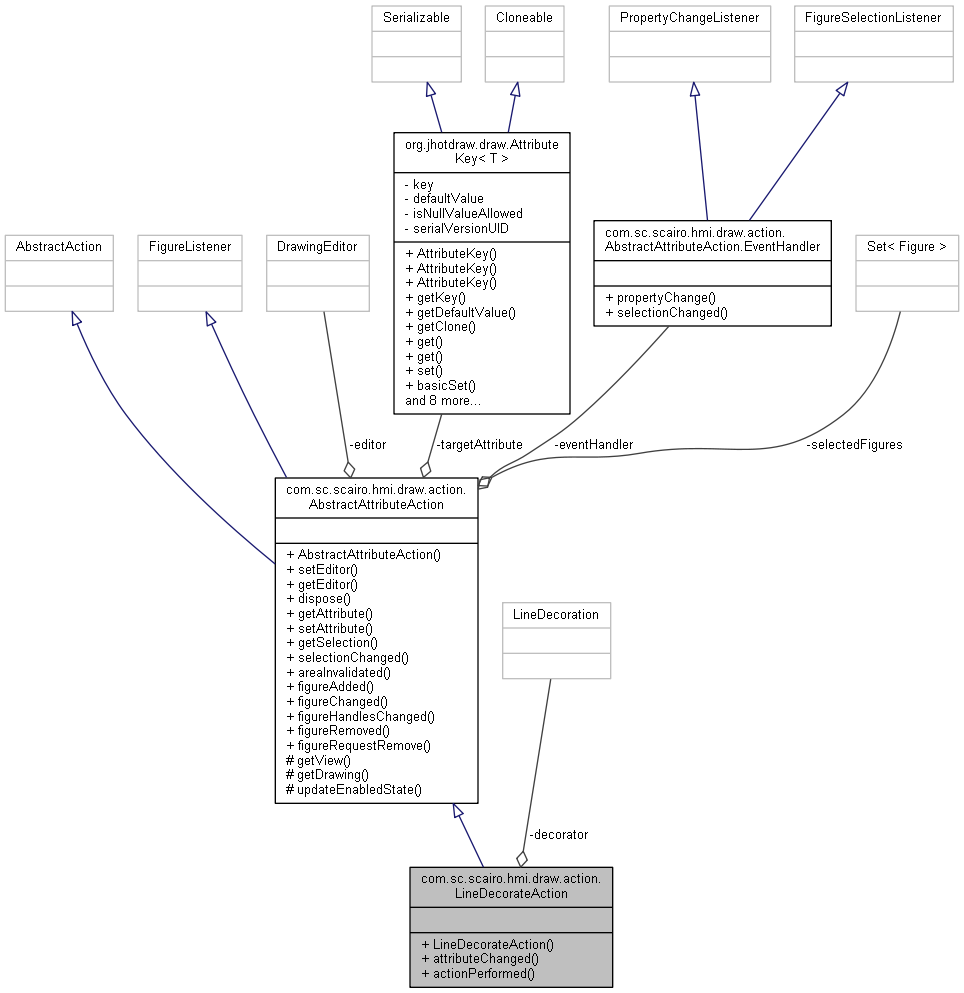 Serializable
Cloneable
PropertyChangeListener
FigureSelectionListener
org.jhotdraw.draw.Attribute
Key< T >
- key
- defaultValue
- isNullValueAllowed
- serialVersionUID
+ AttributeKey()
+ AttributeKey()
+ AttributeKey()
+ getKey()
+ getDefaultValue()
+ getClone()
+ get()
+ get()
+ set()
+ basicSet()
and 8 more...
com.sc.scairo.hmi.draw.action.
AbstractAttributeAction.EventHandler
+ propertyChange()
+ selectionChanged()
AbstractAction
FigureListener
DrawingEditor
Set< Figure >
-editor
-targetAttribute
-eventHandler
-selectedFigures
com.sc.scairo.hmi.draw.action.
AbstractAttributeAction
+ AbstractAttributeAction()
+ setEditor()
+ getEditor()
+ dispose()
+ getAttribute()
+ setAttribute()
+ getSelection()
+ selectionChanged()
+ areaInvalidated()
+ figureAdded()
+ figureChanged()
+ figureHandlesChanged()
+ figureRemoved()
+ figureRequestRemove()
# getView()
# getDrawing()
# updateEnabledState()
LineDecoration
-decorator
com.sc.scairo.hmi.draw.action.
LineDecorateAction
+ LineDecorateAction()
+ attributeChanged()
+ actionPerformed()